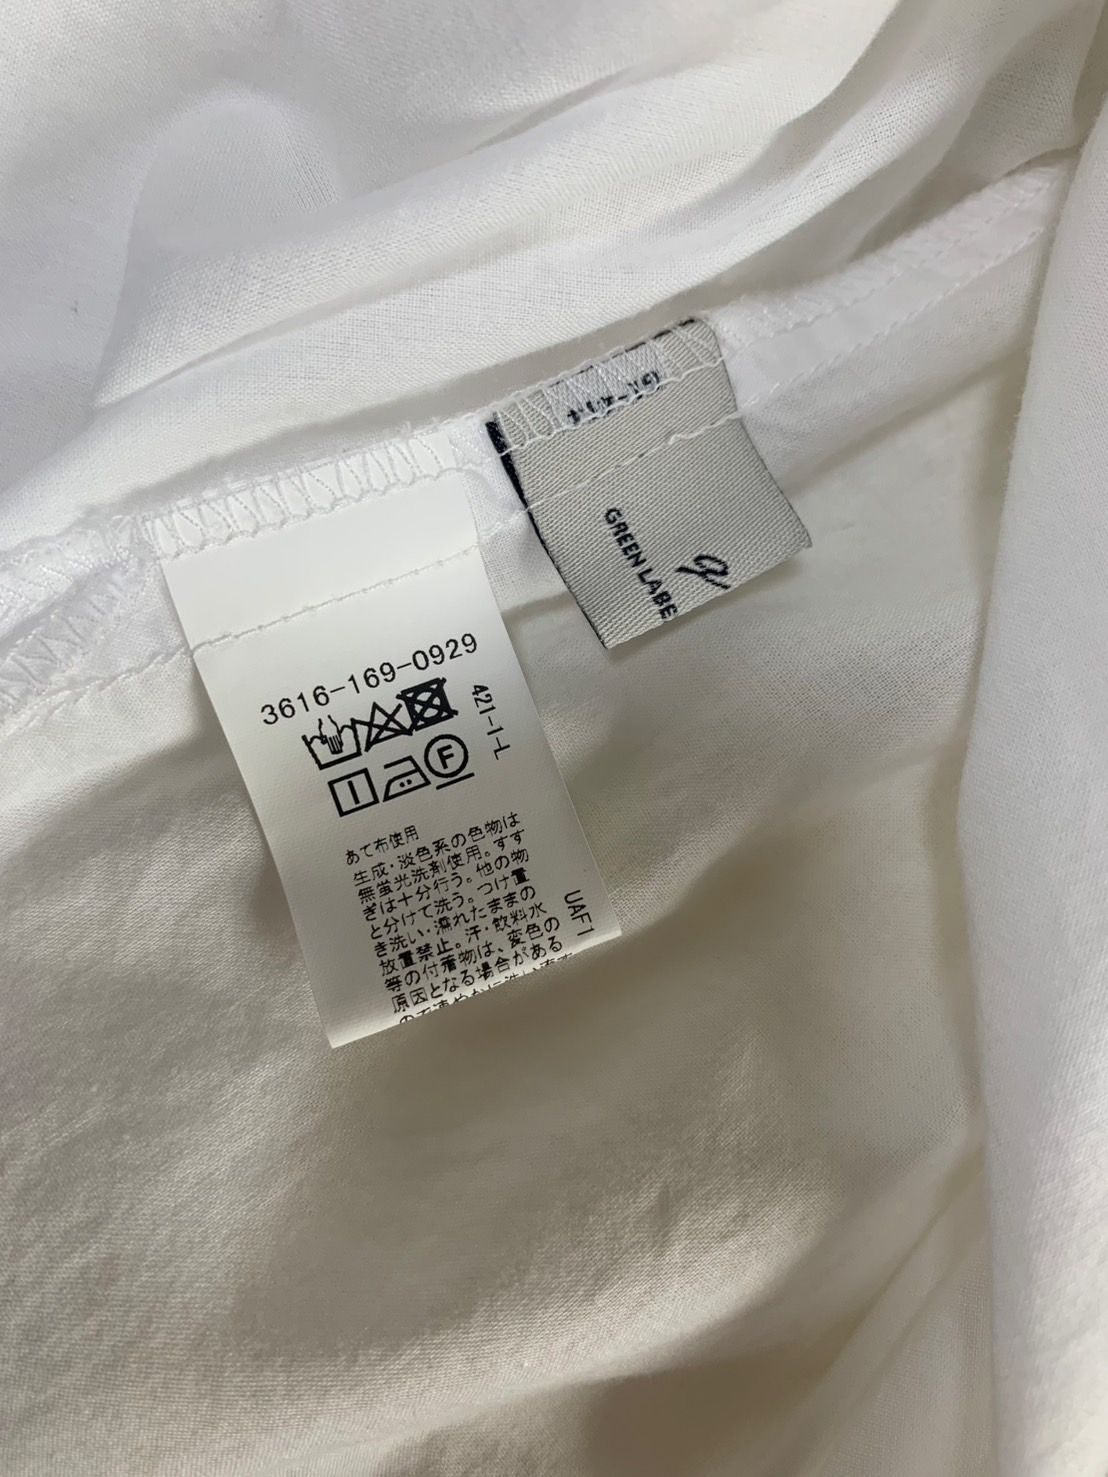 3616-169-0929
421-1-L
F
あて布使用
生成・淡色系の色物は
無蛍光洗剤使用。すす
ぎは十分行う。他の物
と分けて洗う。つけ置
き洗い・濡れたままの
放置禁止。汗・飲料水
等の付着物は、変色の
原因となる場合がある
UAF1
GREEN LABE